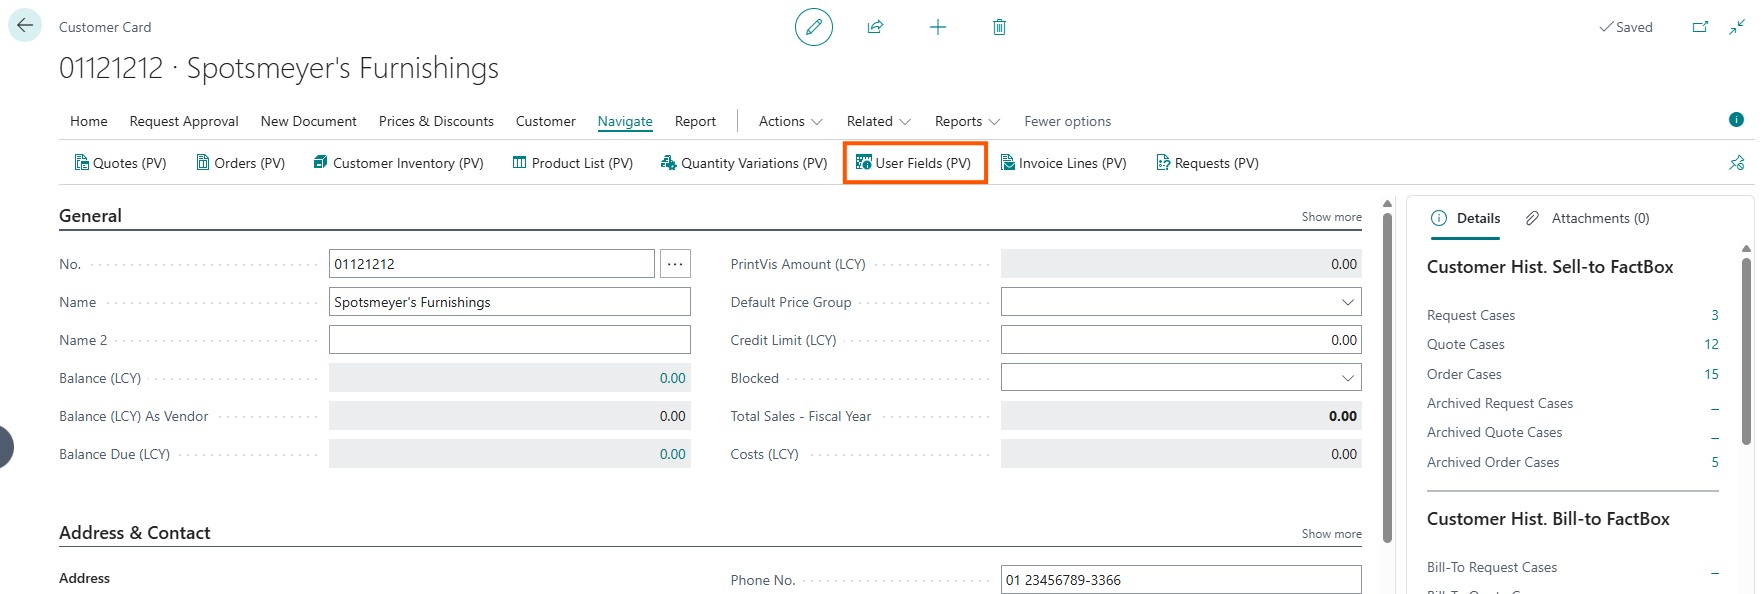 Customer Card
Saved
01121212 · Spotsmeyer's Furnishings
Home Request Approval New Document Prices & Discounts Customer Navigate Report Actions Related Reports Fewer options
Quotes (PV) Orders (PV) Customer Inventory (PV) Product List (PV) Quantity Variations (PV) User Fields (PV) Invoice Lines (PV) Requests (PV)
General
Show more
No. 01121212
Name Spotsmeyer's Furnishings
Name 2
Balance (LCY) 0.00
Balance (LCY) As Vendor 0.00
Balance Due (LCY) 0.00
PrintVis Amount (LCY) 0.00
Default Price Group
Credit Limit (LCY) 0.00
Blocked
Total Sales - Fiscal Year 0.00
Costs (LCY) 0.00
Address & Contact
Show more
Address
Phone No. 01 23456789-3366
Details Attachments (0)
Customer Hist. Sell-to FactBox
Request Cases 3
Quote Cases 12
Order Cases 15
Archived Request Cases _
Archived Quote Cases _
Archived Order Cases 5
Customer Hist. Bill-to FactBox
Bill-To Request Cases _